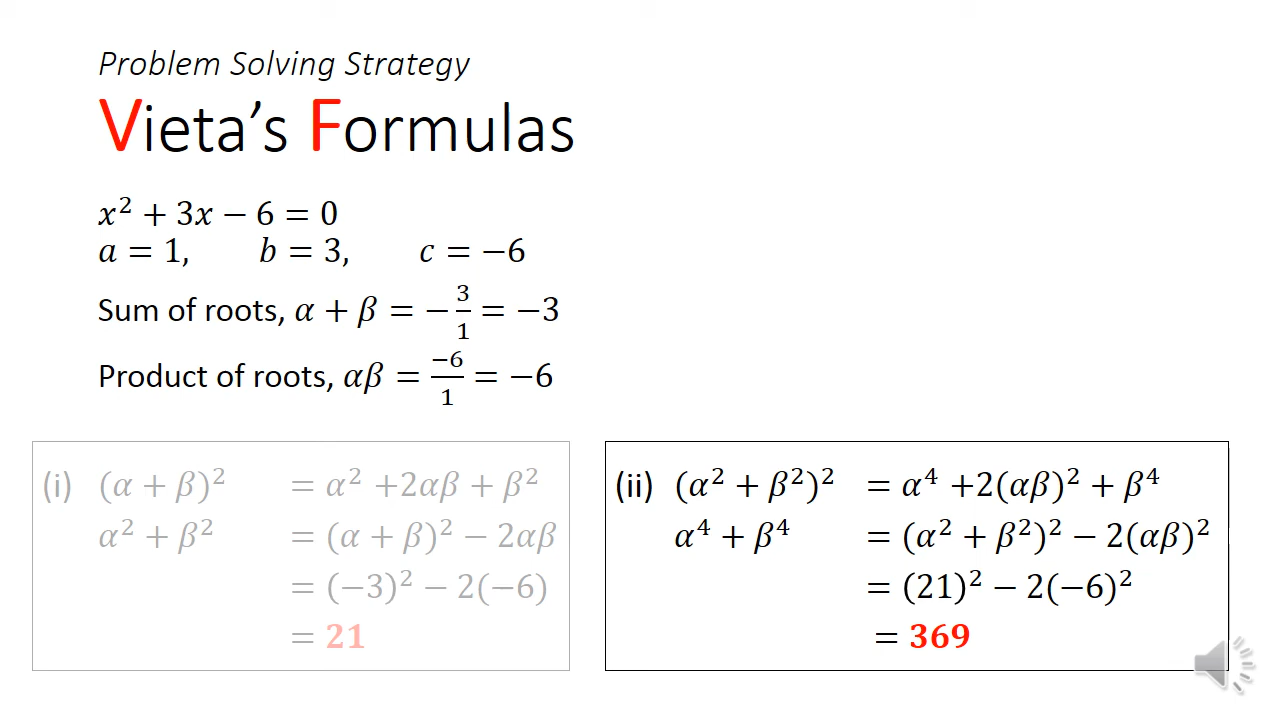 Problem Solving Strategy
Vieta's Formulas
x² + 3x − 6 = 0
a = 1, b = 3, c = −6
Sum of roots, α + β = −3/1 = −3
Product of roots, αβ = −6/1 = −6
(i) (α + β)² = α² +2αβ + β²
α² + β² = (α + β)² − 2αβ
= (−3)² − 2(−6)
= 21
(ii) (α² + β²)² = α⁴ +2(αβ)² + β⁴
α⁴ + β⁴ = (α² + β²)² − 2(αβ)²
= (21)² − 2(−6)²
= 369